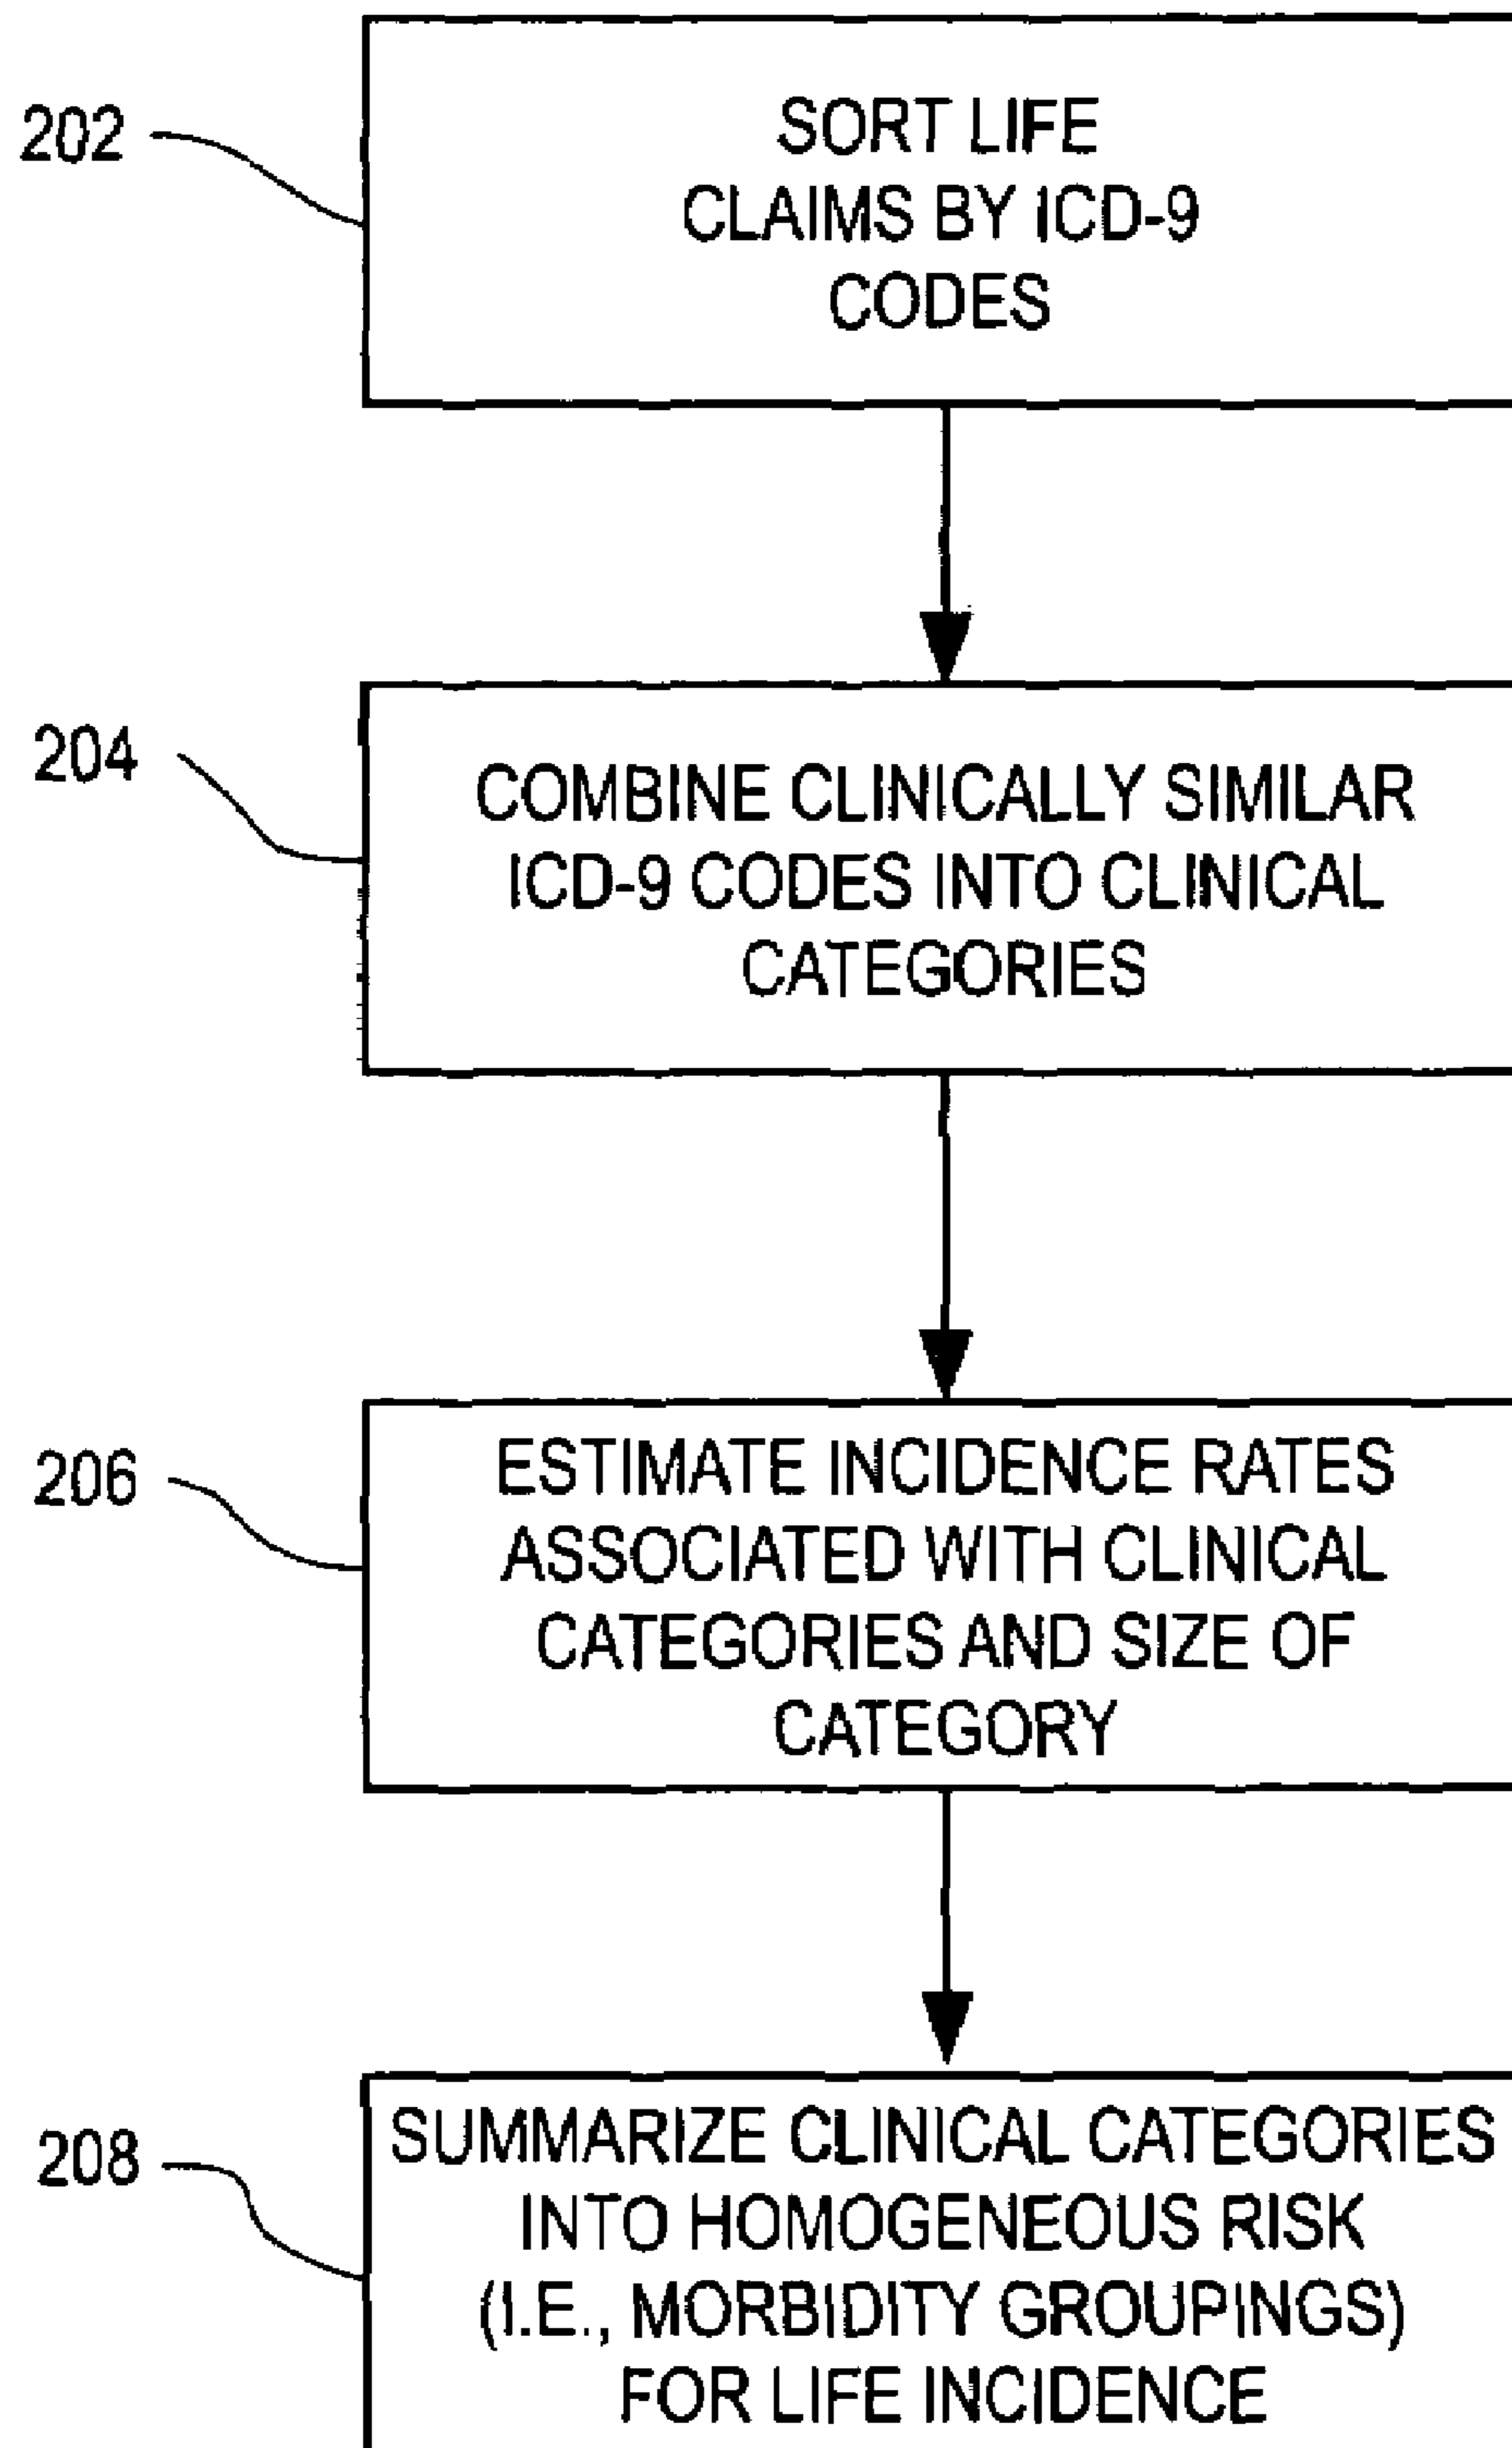 202
SORT LIFE
CLAIMS BY ICD-9
CODES
204
COMBINE CLINICALLY SIMILAR
ICD-9 CODES INTO CLINICAL
CATEGORIES
206
ESTIMATE INCIDENCE RATES
ASSOCIATED WITH CLINICAL
CATEGORIES AND SIZE OF
CATEGORY
208
SUMMARIZE CLINICAL CATEGORIES
INTO HOMOGENEOUS RISK
(I.E., MORBIDITY GROUPINGS)
FOR LIFE INCIDENCE